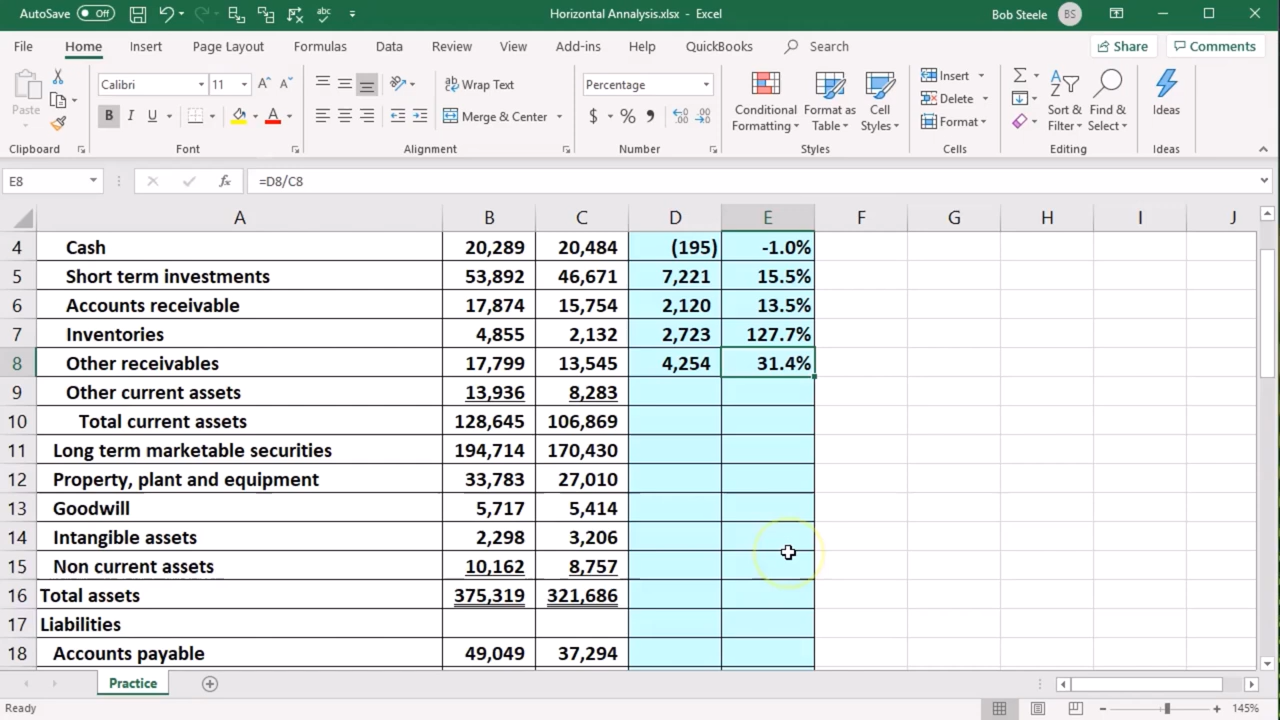 AutoSave Off Horizontal Annalysis.xlsx - Excel Bob Steele BS
File Home Insert Page Layout Formulas Data Review View Add-ins Help QuickBooks Search Share Comments
Paste Calibri 11 Wrap Text Percentage Conditional Formatting Format as Table Cell Styles Insert Sort & Filter Find & Select Ideas
B I U Merge & Center $ % Delete
Format
Clipboard Font Alignment Number Styles Cells Editing Ideas
E8 fx =D8/C8
A B C D E F G H I J
4 Cash 20,289 20,484 (195) -1.0%
5 Short term investments 53,892 46,671 7,221 15.5%
6 Accounts receivable 17,874 15,754 2,120 13.5%
7 Inventories 4,855 2,132 2,723 127.7%
8 Other receivables 17,799 13,545 4,254 31.4%
9 Other current assets 13,936 8,283
10 Total current assets 128,645 106,869
11 Long term marketable securities 194,714 170,430
12 Property, plant and equipment 33,783 27,010
13 Goodwill 5,717 5,414
14 Intangible assets 2,298 3,206
15 Non current assets 10,162 8,757
16 Total assets 375,319 321,686
17 Liabilities
18 Accounts payable 49,049 37,294
Practice
Ready 145%